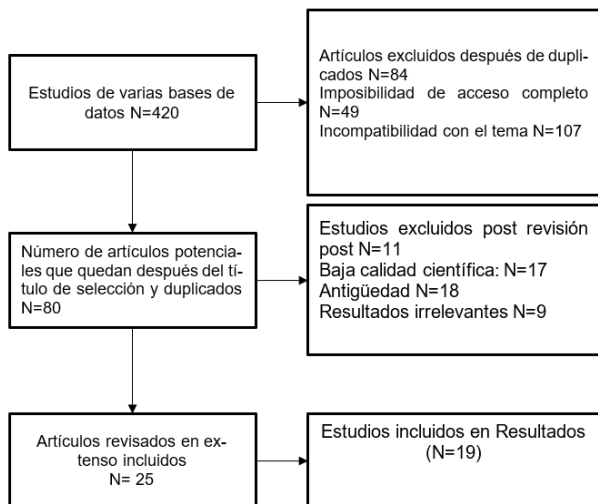 Estudios de varias bases de
datos N=420
Artículos excluidos después de dupli-
cados N=84
Imposibilidad de acceso completo
N=49
Incompatibilidad con el tema N=107
Número de artículos potencia-
les que quedan después del tí-
tulo de selección y duplicados
N=80
Estudios excluidos post revisión
post N=11
Baja calidad científica: N=17
Antigüedad N=18
Resultados irrelevantes N=9
Artículos revisados en ex-
tenso incluidos
N= 25
Estudios incluidos en Resultados
(N=19)